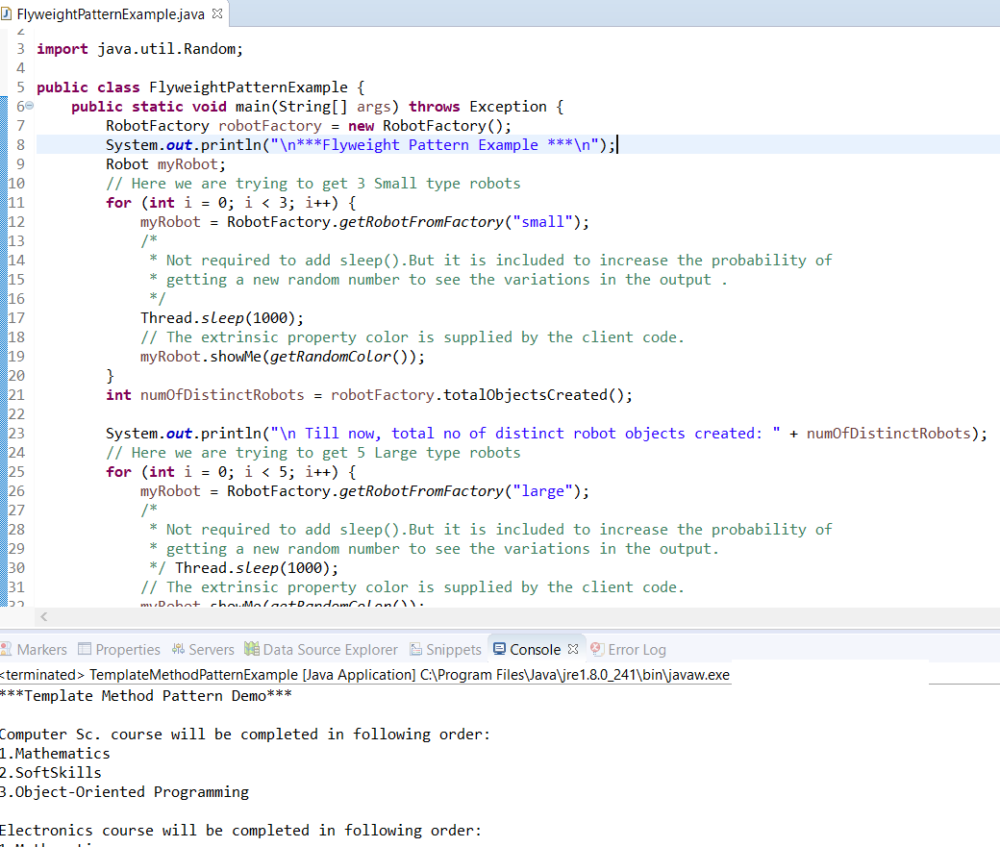 FlyweightPatternExample.java
2
3 import java.util.Random;
4
5 public class FlyweightPatternExample {
6 public static void main(String[] args) throws Exception {
7 RobotFactory robotFactory = new RobotFactory();
8 System.out.println("\n***Flyweight Pattern Example ***\n");
9 Robot myRobot;
10 // Here we are trying to get 3 Small type robots
11 for (int i = 0; i < 3; i++) {
12 myRobot = RobotFactory.getRobotFromFactory("small");
13 /*
14 * Not required to add sleep().But it is included to increase the probability of
15 * getting a new random number to see the variations in the output .
16 */
17 Thread.sleep(1000);
18 // The extrinsic property color is supplied by the client code.
19 myRobot.showMe(getRandomColor());
20 }
21 int numOfDistinctRobots = robotFactory.totalObjectsCreated();
22
23 System.out.println("\n Till now, total no of distinct robot objects created: " + numOfDistinctRobots);
24 // Here we are trying to get 5 Large type robots
25 for (int i = 0; i < 5; i++) {
26 myRobot = RobotFactory.getRobotFromFactory("large");
27 /*
28 * Not required to add sleep().But it is included to increase the probability of
29 * getting a new random number to see the variations in the output.
30 */ Thread.sleep(1000);
31 // The extrinsic property color is supplied by the client code.
32 myRobot.showMe(getRandomColor());
Markers Properties Servers Data Source Explorer Snippets Console Error Log
<terminated> TemplateMethodPatternExample [Java Application] C:\Program Files\Java\jre1.8.0_241\bin\javaw.exe
***Template Method Pattern Demo***
Computer Sc. course will be completed in following order:
1.Mathematics
2.SoftSkills
3.Object-Oriented Programming
Electronics course will be completed in following order: